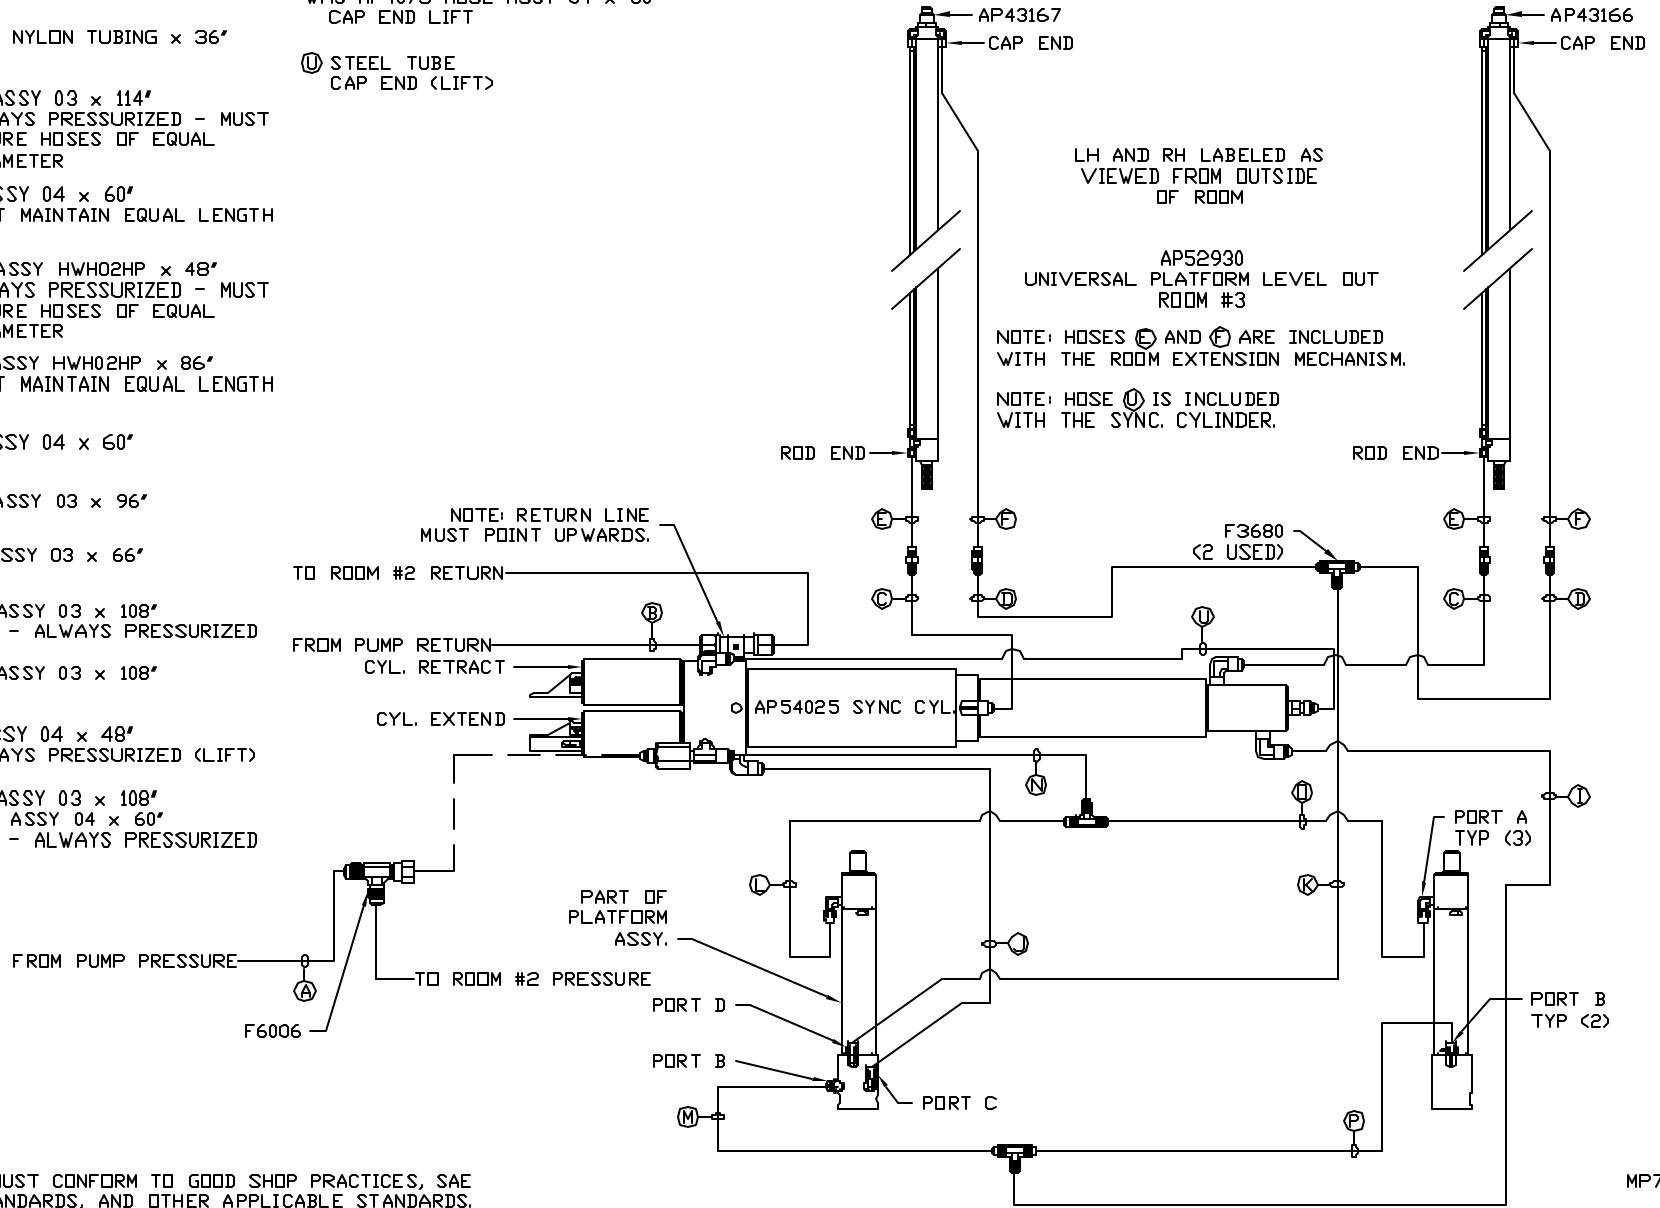 NYLON TUBING x 36"
ASSY 03 x 114"
AYS PRESSURIZED - MUST
URE HOSES OF EQUAL
METER
SSY 04 x 60"
T MAINTAIN EQUAL LENGTH
ASSY HWH02HP x 48"
AYS PRESSURIZED - MUST
URE HOSES OF EQUAL
METER
ASSY HWH02HP x 86"
T MAINTAIN EQUAL LENGTH
SSY 04 x 60"
ASSY 03 x 96"
SSY 03 x 66"
ASSY 03 x 108"
- ALWAYS PRESSURIZED
ASSY 03 x 108"
SSY 04 x 48"
AYS PRESSURIZED (LIFT)
ASSY 03 x 108"
ASSY 04 x 60"
- ALWAYS PRESSURIZED
CAP END LIFT
U STEEL TUBE
CAP END (LIFT)
AP43167
CAP END
AP43166
CAP END
LH AND RH LABELED AS
VIEWED FROM OUTSIDE
OF ROOM
AP52930
UNIVERSAL PLATFORM LEVEL OUT
ROOM #3
NOTE: HOSES E AND F ARE INCLUDED
WITH THE ROOM EXTENSION MECHANISM.
NOTE: HOSE U IS INCLUDED
WITH THE SYNC. CYLINDER.
ROD END
ROD END
E
F
E
F
F3680
(2 USED)
NOTE: RETURN LINE
MUST POINT UPWARDS.
TO ROOM #2 RETURN
C
D
C
D
B
U
FROM PUMP RETURN
CYL. RETRACT
CYL. EXTEND
AP54025 SYNC CYL.
N
O
I
PORT A
TYP (3)
L
K
PART OF
PLATFORM
ASSY.
J
FROM PUMP PRESSURE
A
TO ROOM #2 PRESSURE
F6006
PORT D
PORT B
TYP (2)
PORT B
PORT C
M
P
MUST CONFORM TO GOOD SHOP PRACTICES, SAE
ANDARDS, AND OTHER APPLICABLE STANDARDS.
MP7